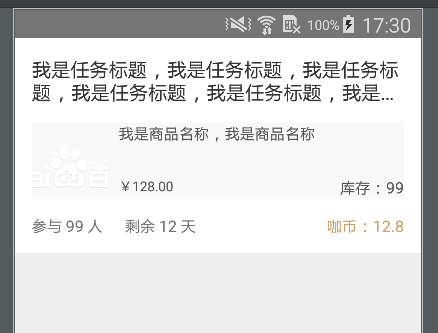 100% 17:30
我是任务标题，我是任务标题，我是任务标
题，我是任务标题，我是任务标题，我是...
我是商品名称，我是商品名称
ai 百
￥128.00 库存：99
参与 99 人 剩余 12 天 咖币：12.8